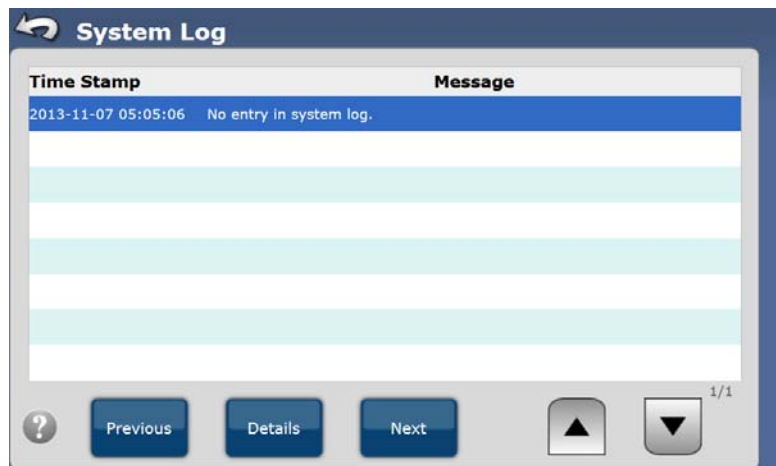 System Log
Time Stamp Message
2013-11-07 05:05:06 No entry in system log.
1/1
? Previous Details Next